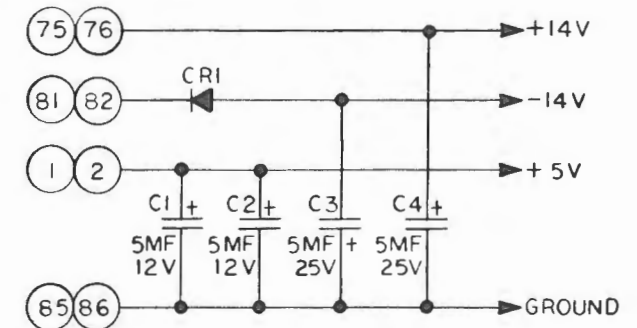 75 76 +14V
CR1
81 82 -14V
1 2 + 5V
C1 + C2 + C3 C4 +
5MF 5MF 5MF + 5MF
12V 12V 25V 25V
85 86 GROUND